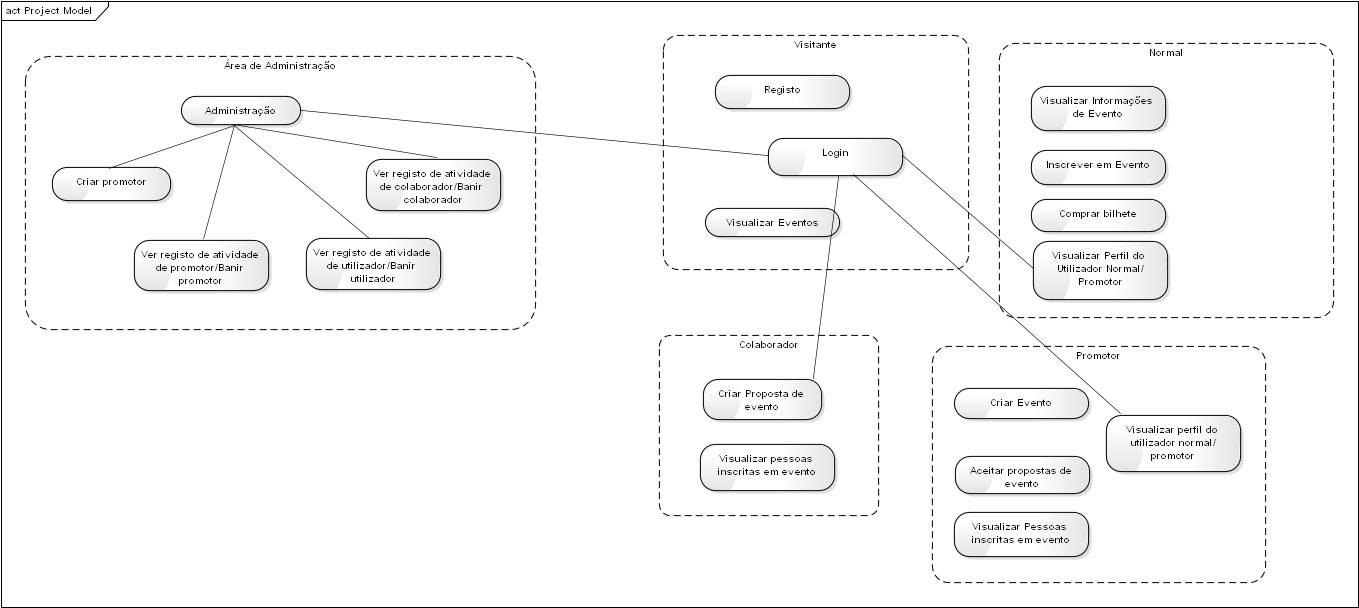 act Project Model
Área de Administração
Administração
Criar promotor
Ver registo de atividade
de colaborador/Banir
colaborador
Ver registo de atividade
de promotor/Banir
promotor
Ver registo de atividade
de utilizador/Banir
utilizador
Visitante
Registo
Login
Visualizar Eventos
Normal
Visualizar Informações
de Evento
Inscrever em Evento
Comprar bilhete
Visualizar Perfil do
Utilizador Normal/
Promotor
Colaborador
Criar Proposta de
evento
Visualizar pessoas
inscritas em evento
Promotor
Criar Evento
Visualizar perfil do
utilizador normal/
promotor
Aceitar propostas de
evento
Visualizar Pessoas
inscritas em evento